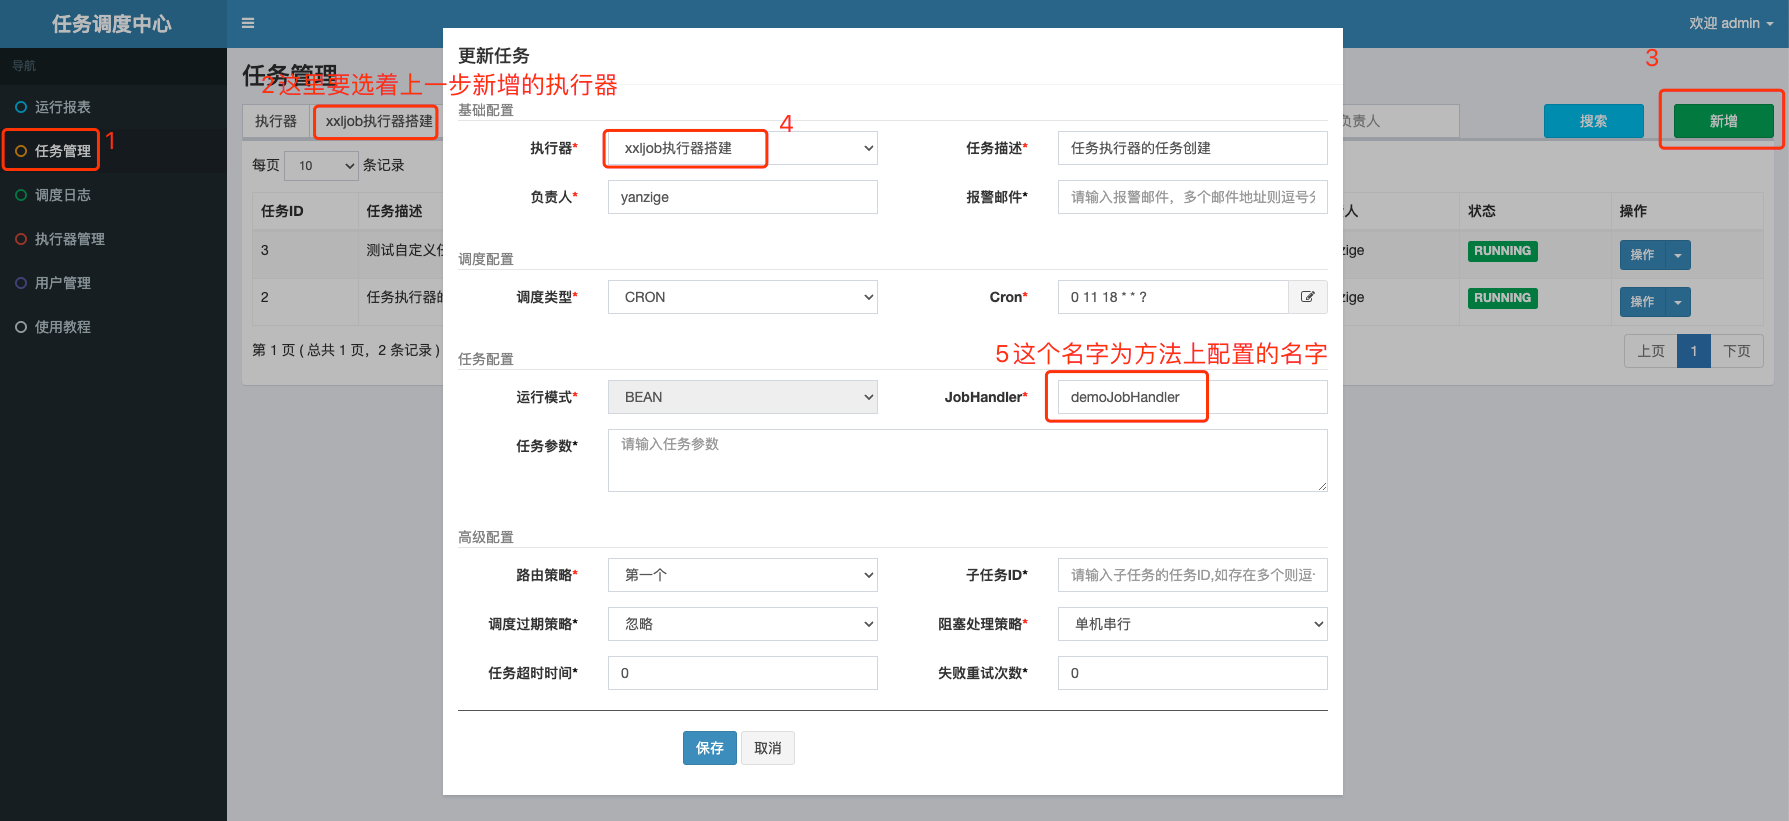 任务调度中心
欢迎 admin
导航
运行报表
任务管理
1
调度日志
执行器管理
用户管理
使用教程
任务管理
2 这里要选着上一步新增的执行器
3
执行器
xxljob执行器搭建
负责人
搜索
新增
每页 10 条记录
任务ID 任务描述 人 状态 操作
3 测试自定义任 ige RUNNING 操作
2 任务执行器的 ige RUNNING 操作
第 1 页 ( 总共 1 页，2 条记录 )
上页 1 下页
更新任务
基础配置
4
执行器* xxljob执行器搭建 任务描述* 任务执行器的任务创建
负责人* yanzige 报警邮件* 请输入报警邮件，多个邮件地址则逗号分
调度配置
调度类型* CRON Cron* 0 11 18 * * ?
5这个名字为方法上配置的名字
任务配置
运行模式* BEAN JobHandler* demoJobHandler
任务参数* 请输入任务参数
高级配置
路由策略* 第一个 子任务ID* 请输入子任务的任务ID,如存在多个则逗
调度过期策略* 忽略 阻塞处理策略* 单机串行
任务超时时间* 0 失败重试次数* 0
保存 取消